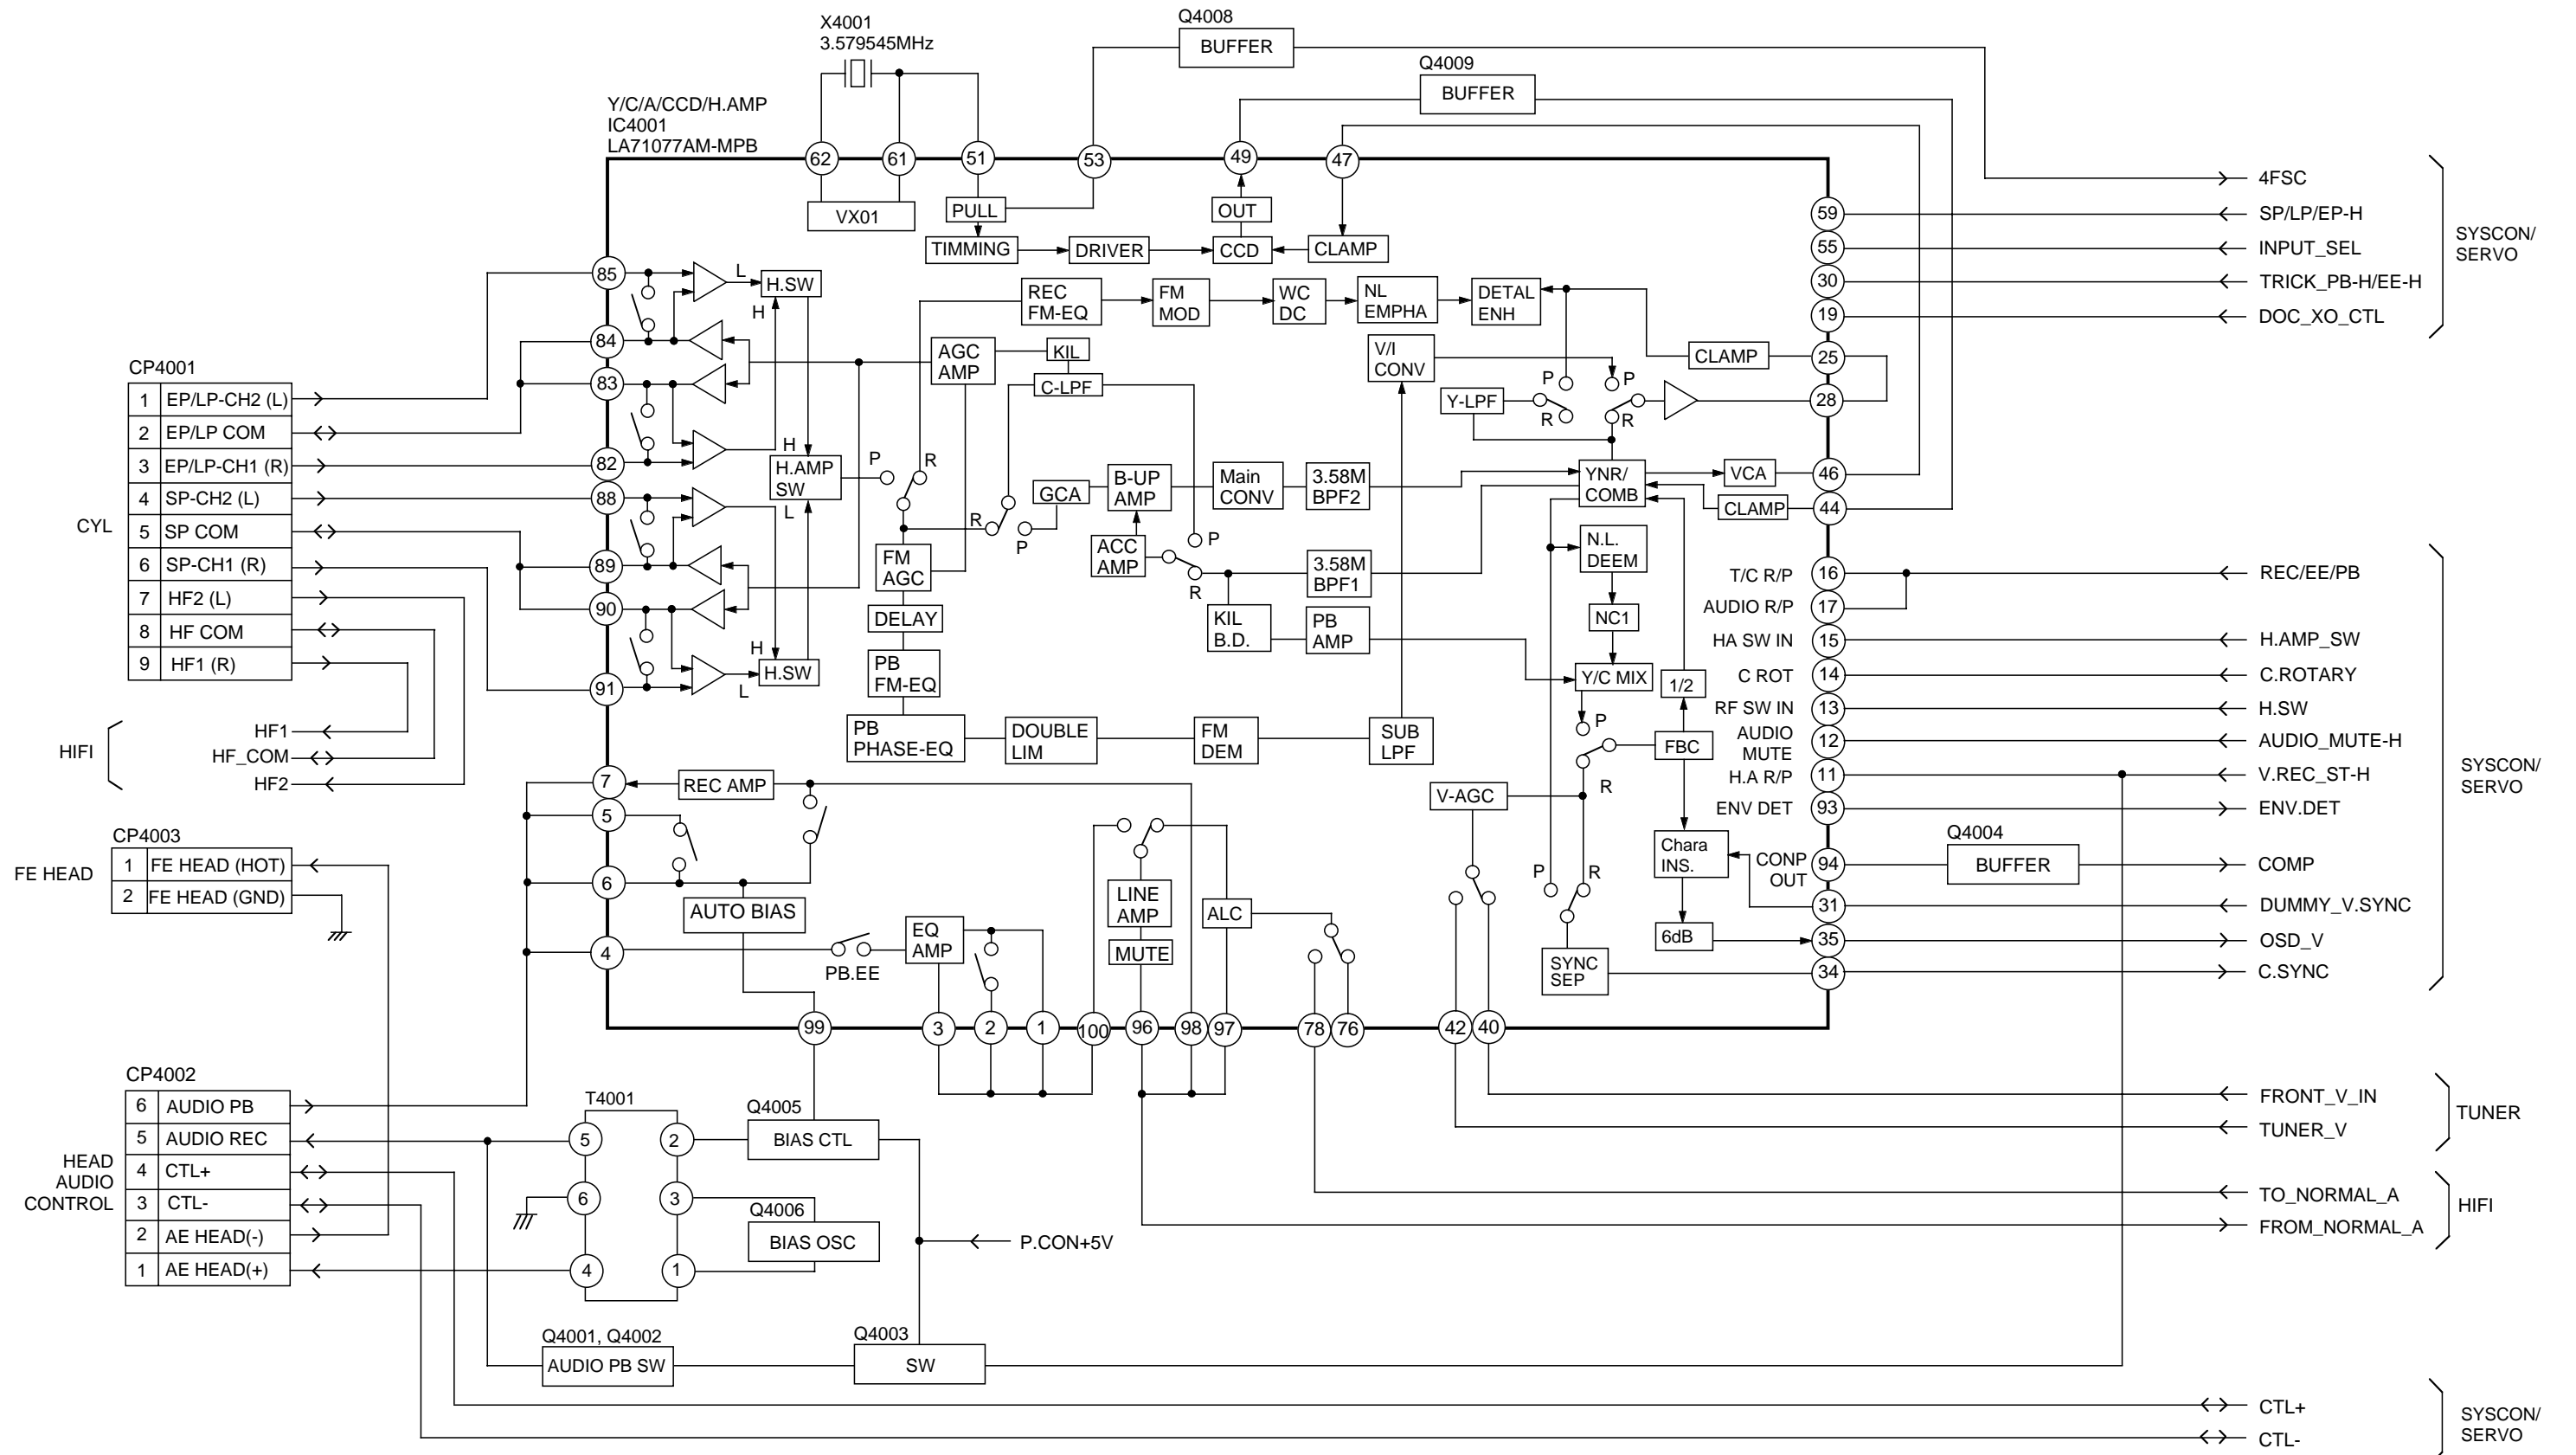 X4001
3.579545MHz
Q4008
BUFFER
Q4009
BUFFER
Y/C/A/CCD/H.AMP
IC4001
LA71077AM-MPB
62
61
51
53
49
47
VX01
PULL
OUT
TIMMING
DRIVER
CCD
CLAMP
4FSC
59
SP/LP/EP-H
55
INPUT_SEL
30
TRICK_PB-H/EE-H
19
DOC_XO_CTL
SYSCON/
SERVO
85
L
H.SW
H
84
83
82
H
H.AMP
SW
P
88
L
89
90
H
H.SW
91
L
REC
FM-EQ
FM
MOD
WC
DC
NL
EMPHA
DETAL
ENH
AGC
AMP
KIL
C-LPF
V/I
CONV
CLAMP
25
P
P
Y-LPF
R
R
28
R
R
P
GCA
B-UP
AMP
Main
CONV
3.58M
BPF2
YNR/
COMB
VCA
46
CLAMP
44
FM
AGC
ACC
AMP
P
R
3.58M
BPF1
N.L.
DEEM
DELAY
KIL
B.D.
PB
AMP
NC1
PB
FM-EQ
Y/C MIX
1/2
PB
PHASE-EQ
DOUBLE
LIM
FM
DEM
SUB
LPF
P
FBC
R
CP4001
1 EP/LP-CH2 (L)
2 EP/LP COM
3 EP/LP-CH1 (R)
4 SP-CH2 (L)
5 SP COM
6 SP-CH1 (R)
7 HF2 (L)
8 HF COM
9 HF1 (R)
CYL
HIFI
HF1
HF_COM
HF2
T/C R/P
16
REC/EE/PB
AUDIO R/P
17
HA SW IN
15
H.AMP_SW
C ROT
14
C.ROTARY
RF SW IN
13
H.SW
AUDIO
MUTE
12
AUDIO_MUTE-H
H.A R/P
11
V.REC_ST-H
ENV DET
93
ENV.DET
Q4004
CONP
OUT
94
BUFFER
COMP
31
DUMMY_V.SYNC
35
OSD_V
34
C.SYNC
SYSCON/
SERVO
7
REC AMP
5
6
AUTO BIAS
4
PB.EE
EQ
AMP
LINE
AMP
MUTE
ALC
V-AGC
P
R
Chara
INS.
6dB
SYNC
SEP
CP4003
FE HEAD
1 FE HEAD (HOT)
2 FE HEAD (GND)
99
3
2
1
100
96
98
97
78
76
42
40
CP4002
6 AUDIO PB
5 AUDIO REC
4 CTL+
3 CTL-
2 AE HEAD(-)
1 AE HEAD(+)
HEAD
AUDIO
CONTROL
T4001
5
2
6
3
4
1
Q4005
BIAS CTL
Q4006
BIAS OSC
P.CON+5V
Q4001, Q4002
AUDIO PB SW
Q4003
SW
FRONT_V_IN
TUNER_V
TUNER
TO_NORMAL_A
FROM_NORMAL_A
HIFI
CTL+
CTL-
SYSCON/
SERVO